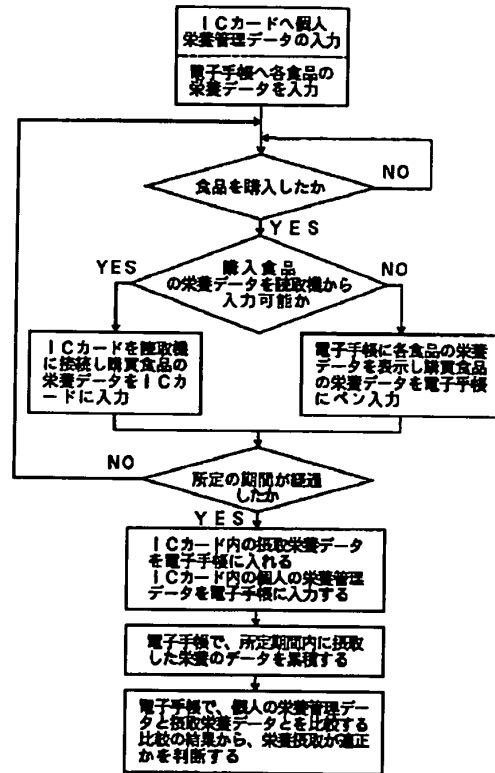 ICカードへ個人
栄養管理データの入力
電子手帳へ各食品の
栄養データを入力
食品を購入したか
NO
YES
購入食品
の栄養データを読取機から
入力可能か
YES
NO
ICカードを読取機
に接続し購買食品の
栄養データをICカ
ードに入力
電子手帳に各食品の栄養
データを表示し購買食品
の栄養データを電子手帳
にペン入力
所定の期間が経過
したか
NO
YES
ICカード内の摂取栄養データ
を電子手帳に入れる
ICカード内の個人の栄養管理
データを電子手帳に入力する
電子手帳で、所定期間内に摂取
した栄養のデータを累積する
電子手帳で、個人の栄養管理デー
タと摂取栄養データとを比較する
比較の結果から、栄養摂取が適正
かを判断する